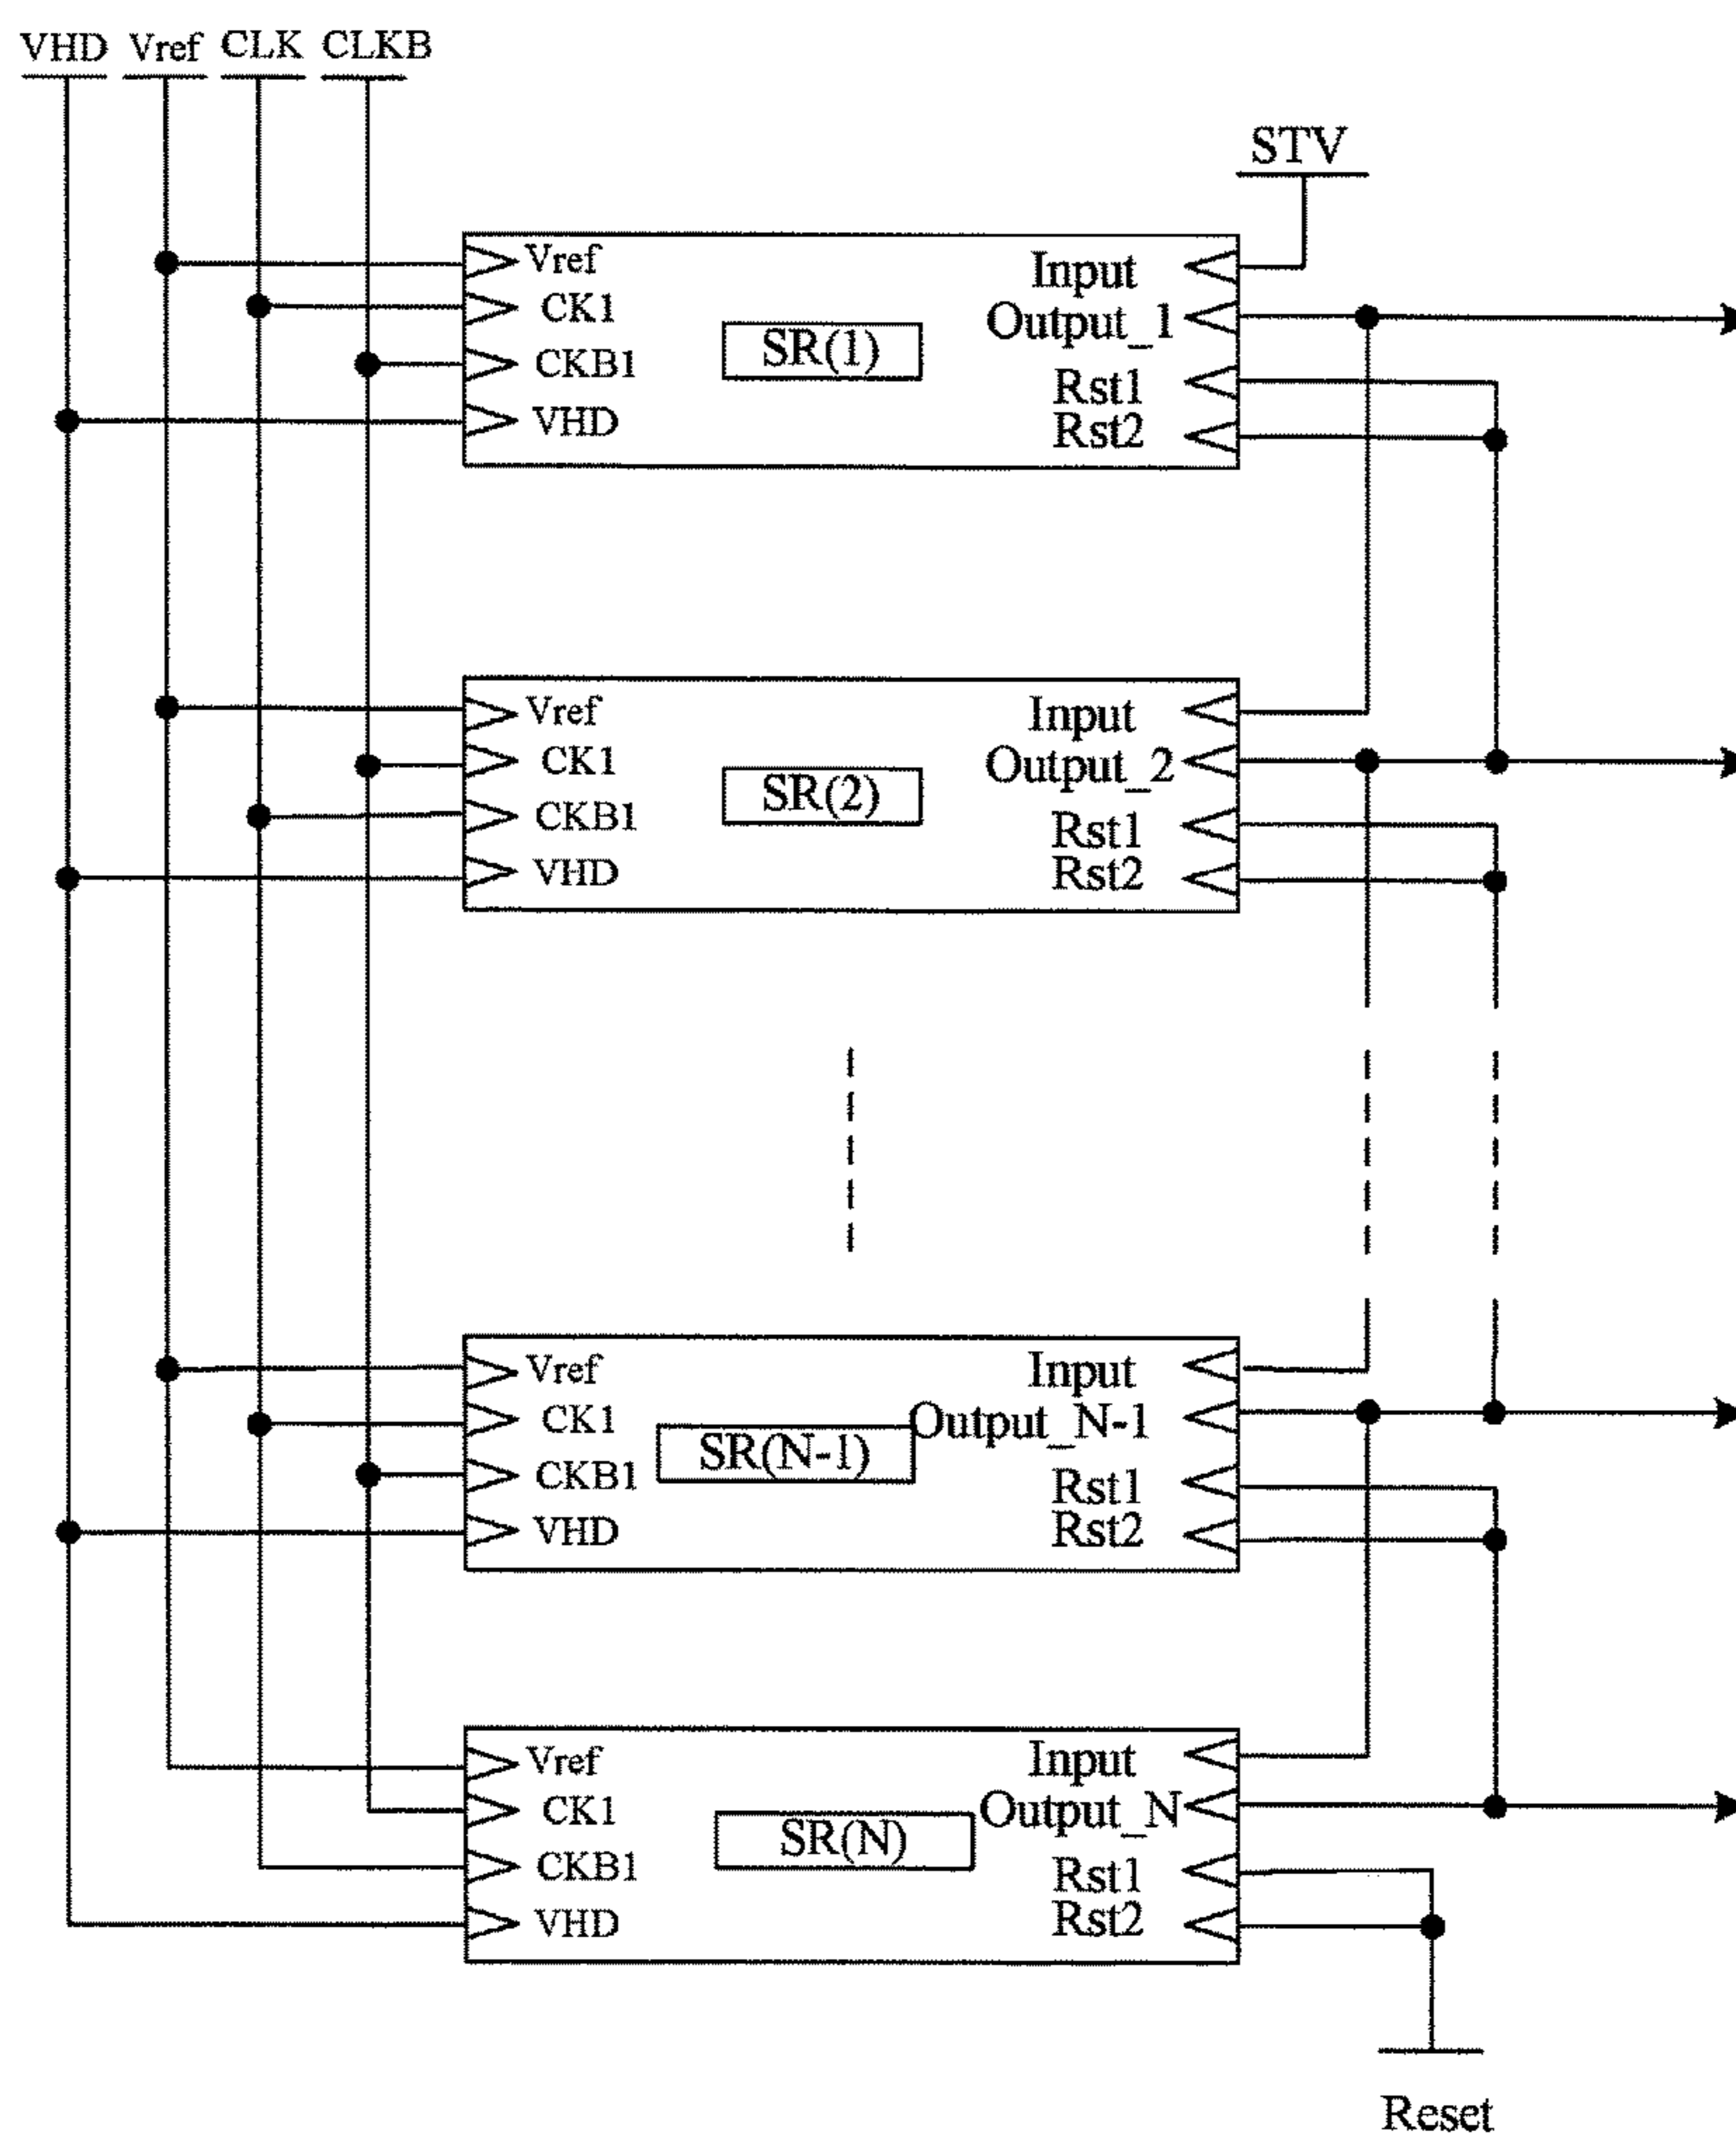 VHD Vref CLK CLKB
STV
Vref
CK1
CKB1
VHD
SR(1)
Input
Output_1
Rst1
Rst2
Vref
CK1
CKB1
VHD
SR(2)
Input
Output_2
Rst1
Rst2
Vref
CK1
CKB1
VHD
SR(N-1)
Input
Output_N-1
Rst1
Rst2
Vref
CK1
CKB1
VHD
SR(N)
Input
Output_N
Rst1
Rst2
Reset